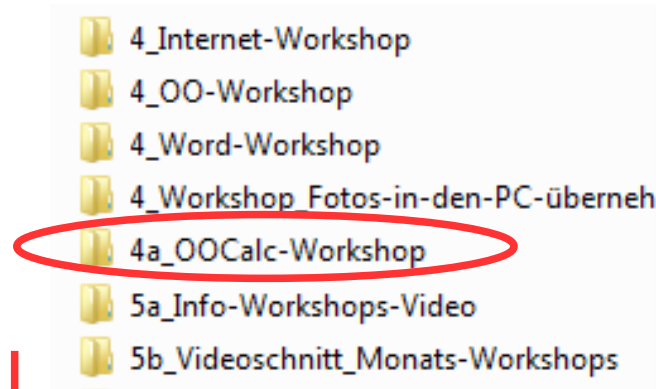 4_Internet-Workshop
4_OO-Workshop
4_Word-Workshop
4_Workshop_Fotos-in-den-PC-überneh
4a_OOCalc-Workshop
5a_Info-Workshops-Video
5b_Videoschnitt_Monats-Workshops